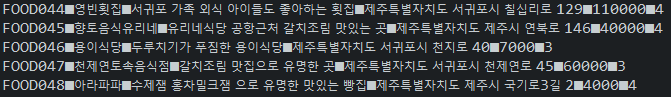 FOOD044■영빈횟집■서귀포 가족 외식 아이들도 좋아하는 횟집■제주특별자치도 서귀포시 칠십리로 129■110000■4
FOOD045■향토음식유리네■유리네식당 공항근처 갈치조림 맛있는 곳■제주특별자치도 제주시 연북로 146■40000■4
FOOD046■용이식당■두루치기가 푸짐한 용이식당■제주특별자치도 서귀포시 천지로 40■7000■3
FOOD047■천제연토속음식점■갈치조림 맛집으로 유명한 곳■제주특별자치도 서귀포시 천제연로 45■60000■3
FOOD048■아라파파■수제잼 홍차밀크잼 으로 유명한 맛있는 빵집■제주특별자치도 제주시 국기로3길 2■4000■4